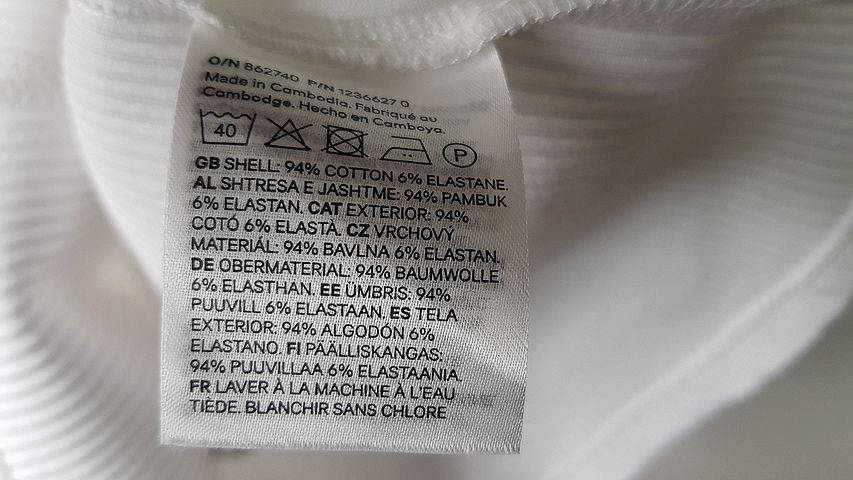 O/N 862740 P/N 1236627 0
Made in Cambodia. Fabriqué au
Cambodge. Hecho en Camboya.
40 P
GB SHELL: 94% COTTON 6% ELASTANE.
AL SHTRESA E JASHTME: 94% PAMBUK
6% ELASTAN. CAT EXTERIOR: 94%
COTÓ 6% ELASTÀ. CZ VRCHOVÝ
MATERIÁL: 94% BAVLNA 6% ELASTAN.
DE OBERMATERIAL: 94% BAUMWOLLE
6% ELASTHAN. EE ÜMBRIS: 94%
PUUVILL 6% ELASTAAN. ES TELA
EXTERIOR: 94% ALGODÓN 6%
ELASTANO. FI PÄÄLLISKANGAS:
94% PUUVILLAA 6% ELASTAANIA.
FR LAVER À LA MACHINE À L'EAU
TIÈDE. BLANCHIR SANS CHLORE